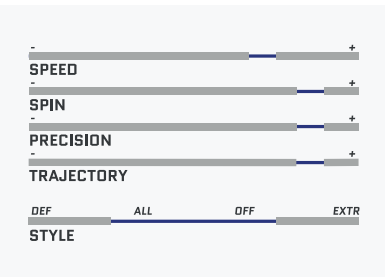 - +
SPEED
- +
SPIN
- +
PRECISION
- +
TRAJECTORY
DEF ALL OFF EXTR
STYLE